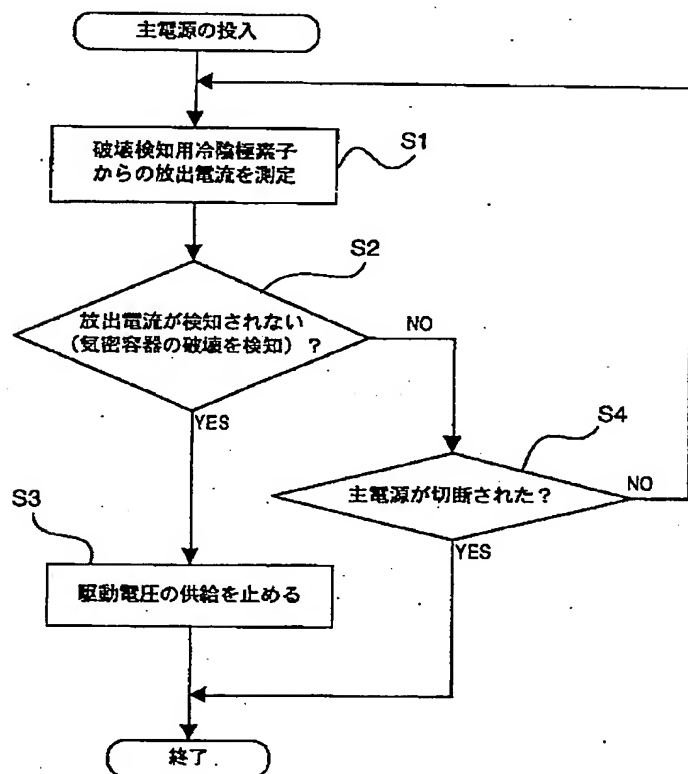 主電源の投入
破壊検知用冷陰極素子
からの放出電流を測定
S1
S2
放出電流が検知されない
(気密容器の破壊を検知)?
NO
YES
S4
主電源が切断された?
NO
YES
S3
駆動電圧の供給を止める
終了